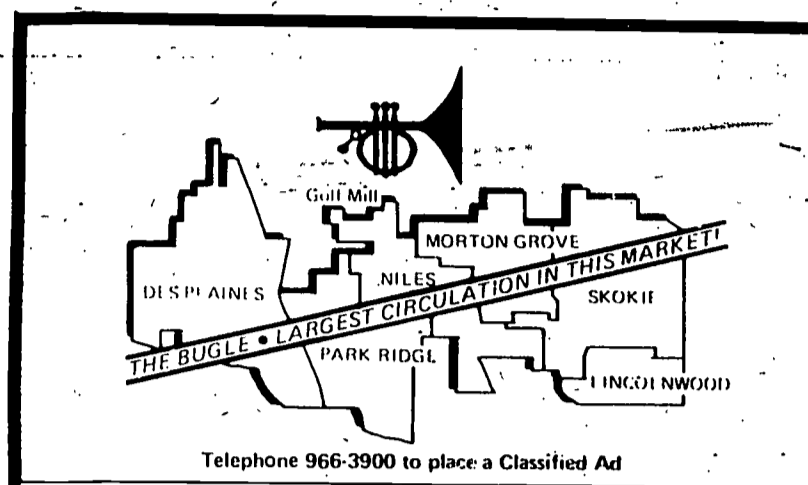 Golf Mill
MORTON GROVE
NILES
DES PLAINES
SKOKIE
THE BUGLE • LARGEST CIRCULATION IN THIS MARKET!
PARK RIDGE
LINCOLNWOOD
Telephone 966-3900 to place a Classified Ad